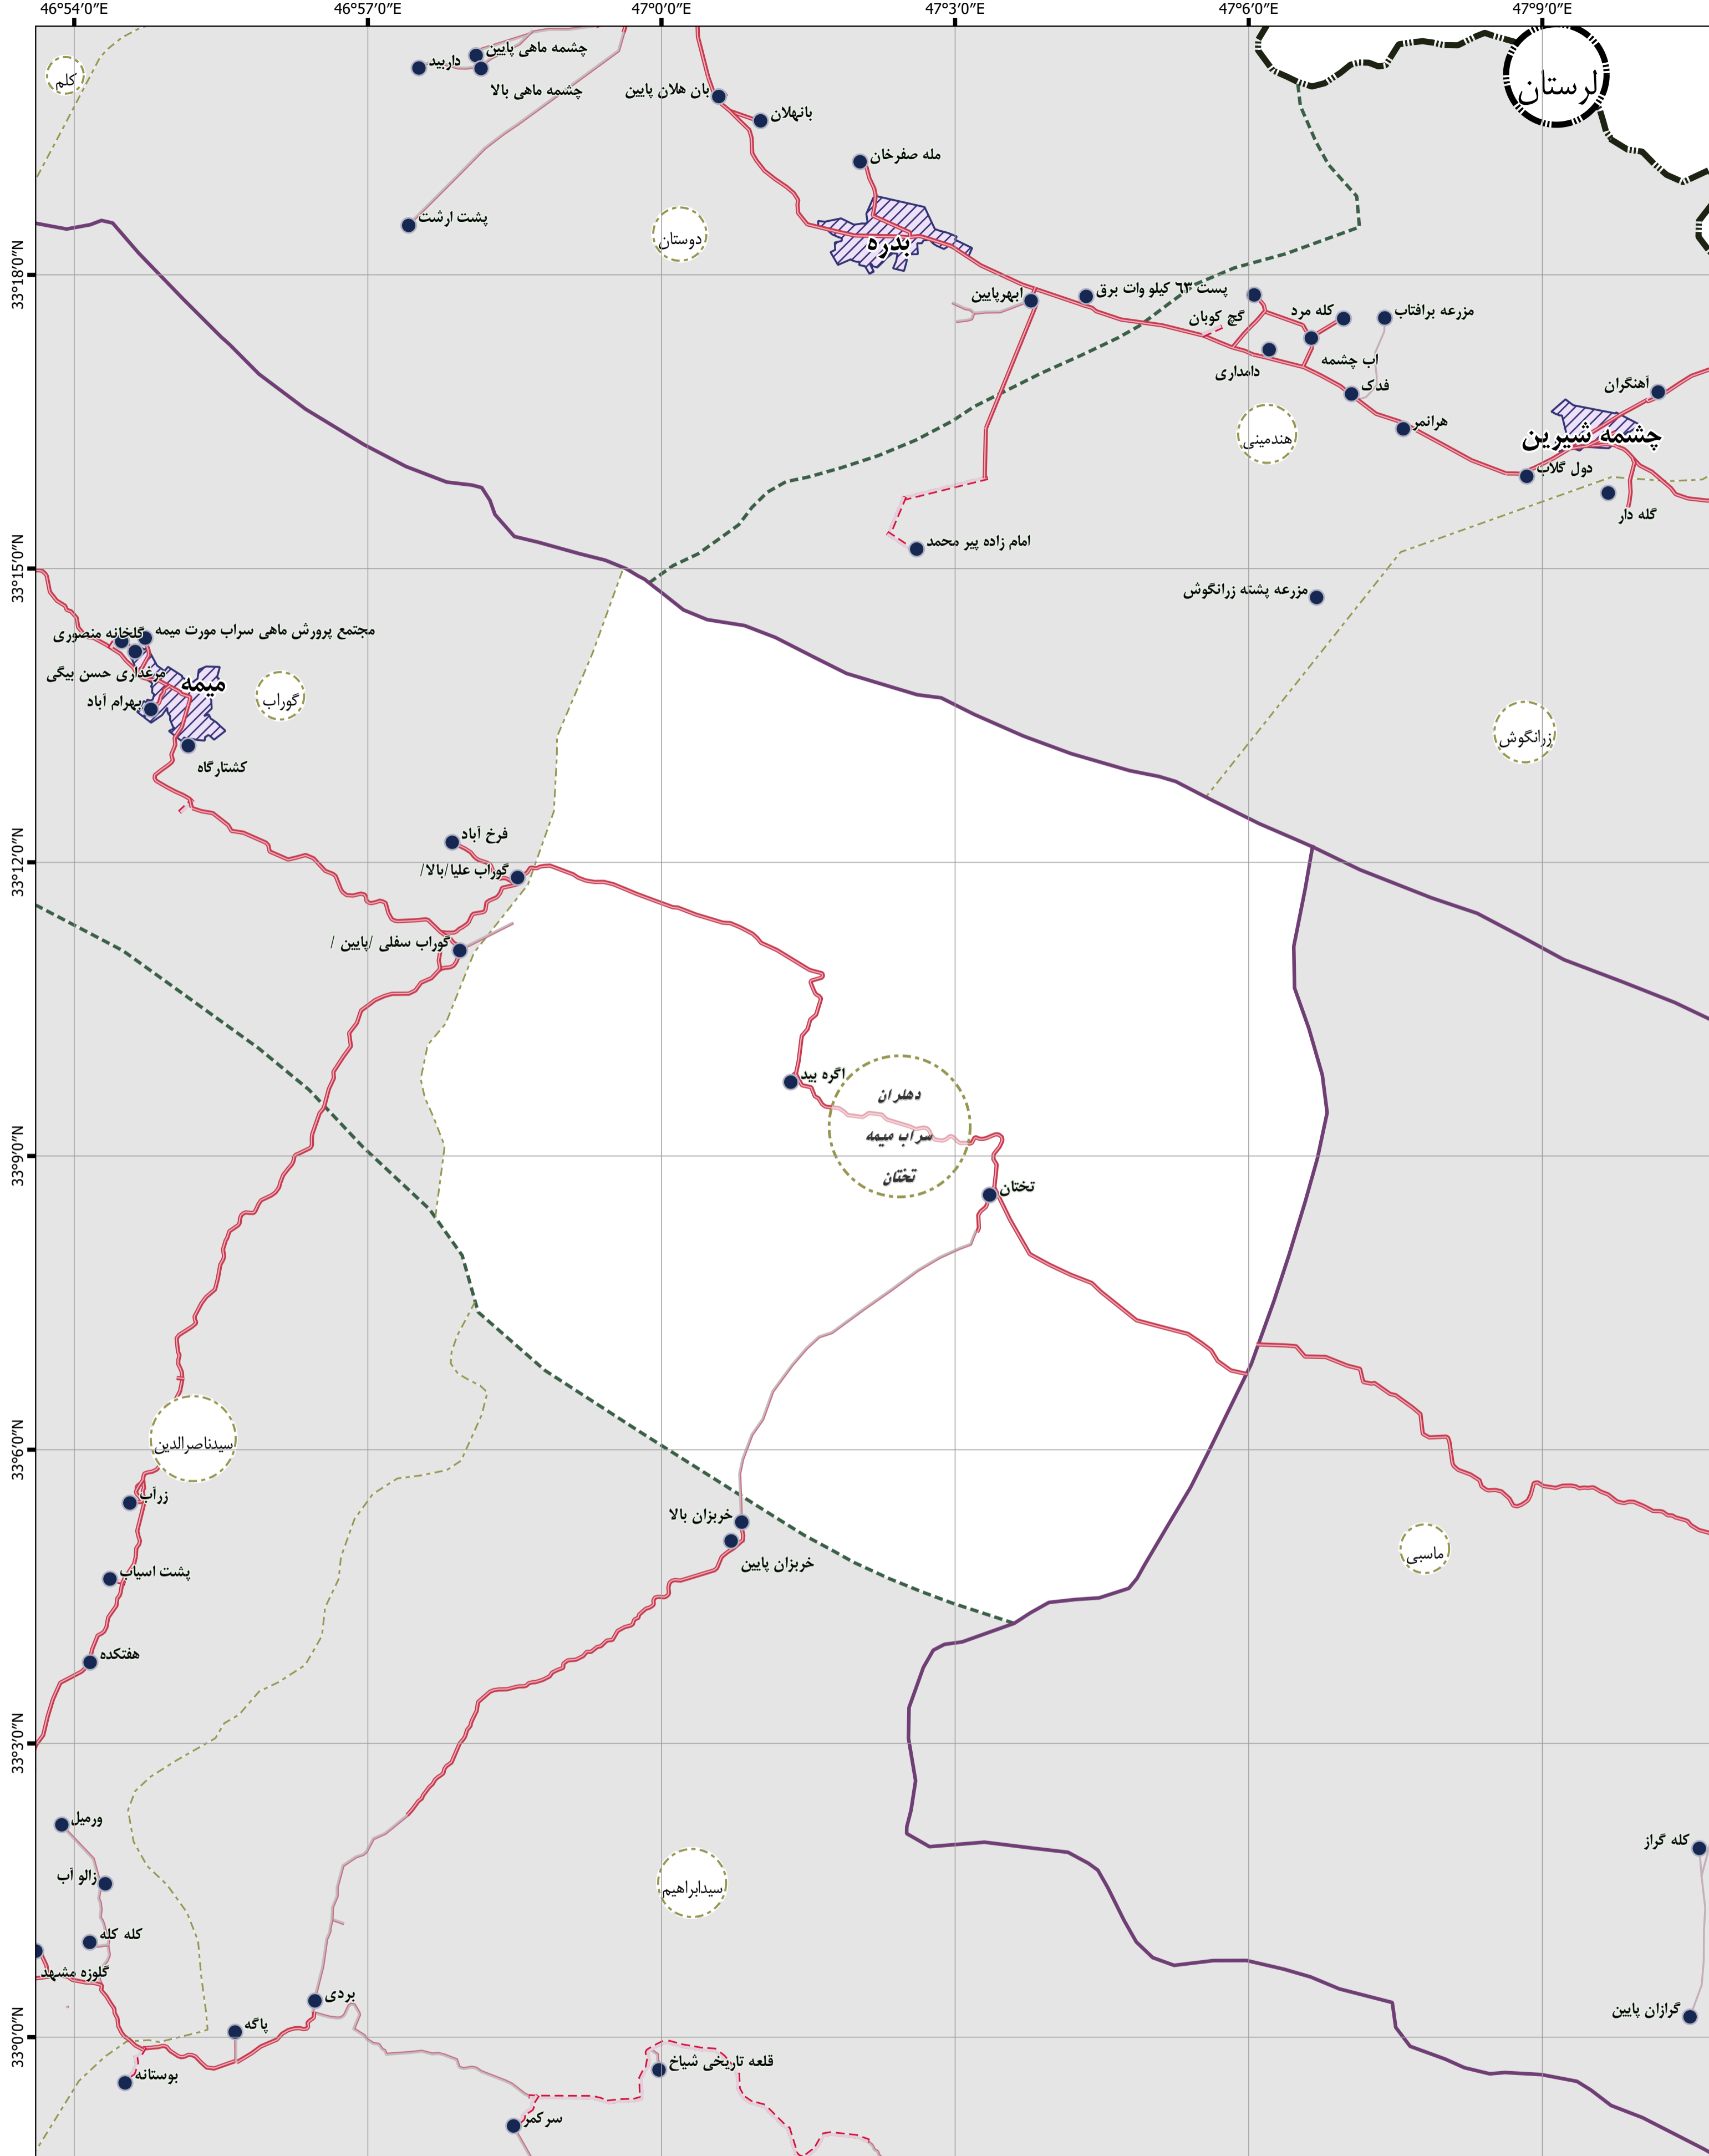 46°54'0"E 46°57'0"E 47°0'0"E 47°3'0"E 47°6'0"E 47°9'0"E
چشمه ماهی پایین
داربید
کلم
چشمه ماهی بالا
بان هلان پایین
لرستان
بانهلان
مله صفرخان
پشت ارشت
دوستان
بدره
33°18'0"N
پست ٦٣ کیلو وات برق
ابهرپایین
کله مرد
مزرعه برافتاب
گچ کوبان
اب چشمه
دامداری
فدک
آهنگران
هرانمر
چشمه شیرین
هندمینی
دول گلاب
گله دار
امام زاده پیر محمد
33°15'0"N
مزرعه پشته زرانگوش
مجتمع پرورش ماهی سراب مورت میمه
گلخانه منصوری
مرغداری حسن بیگی
میمه
بهرام آباد
گوراب
زرانگوش
کشتارگاه
فرخ آباد
33°12'0"N
گوراب علیا/بالا/
گوراب سفلی /پایین /
اگره بید
دهلران
سراب میمه
تختان
33°9'0"N
تختان
سیدناصرالدین
33°6'0"N
زرآب
خربزان بالا
ماسبی
خربزان پایین
پشت اسیاب
هفتکده
33°3'0"N
ورمیل
کله گراز
زالو آب
سیدابراهیم
کله کله
گلوزه مشهد
بردی
گرازان پایین
پاگه
33°0'0"N
قلعه تاریخی شیاخ
بوستانه
سرکمر